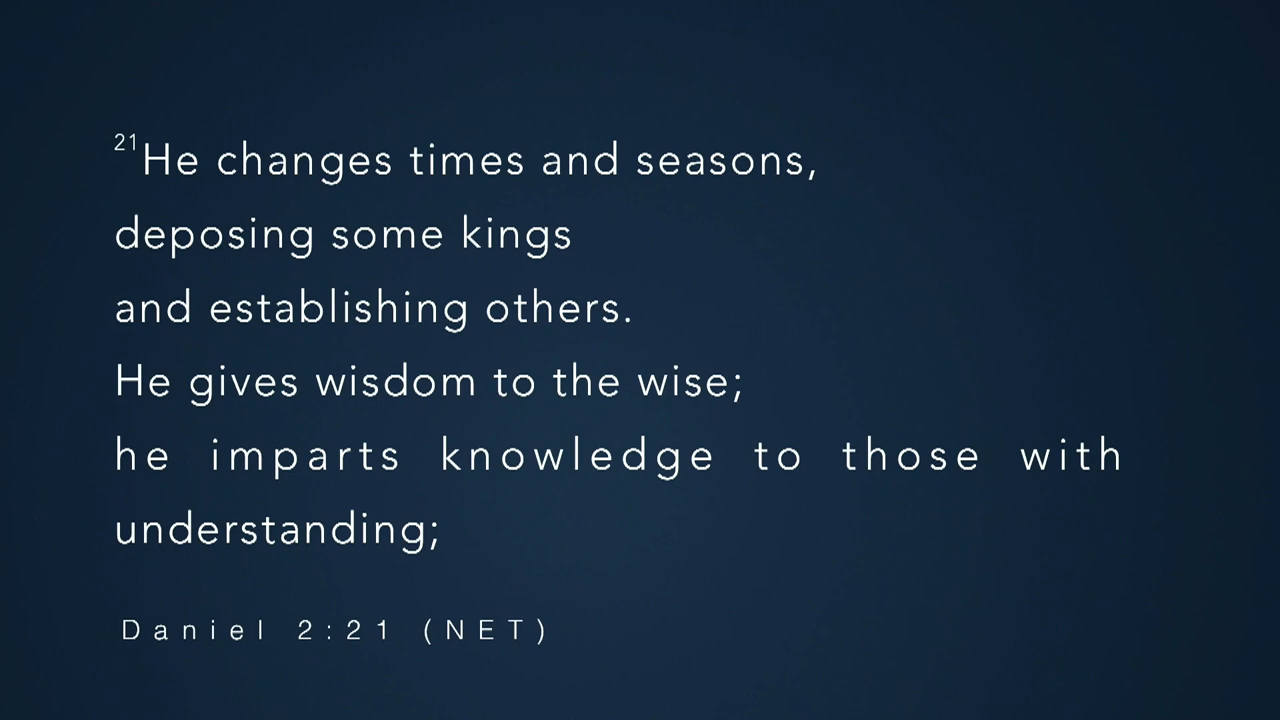 21He changes times and seasons,
deposing some kings
and establishing others.
He gives wisdom to the wise;
he imparts knowledge to those with
understanding;
Daniel 2:21 (NET)